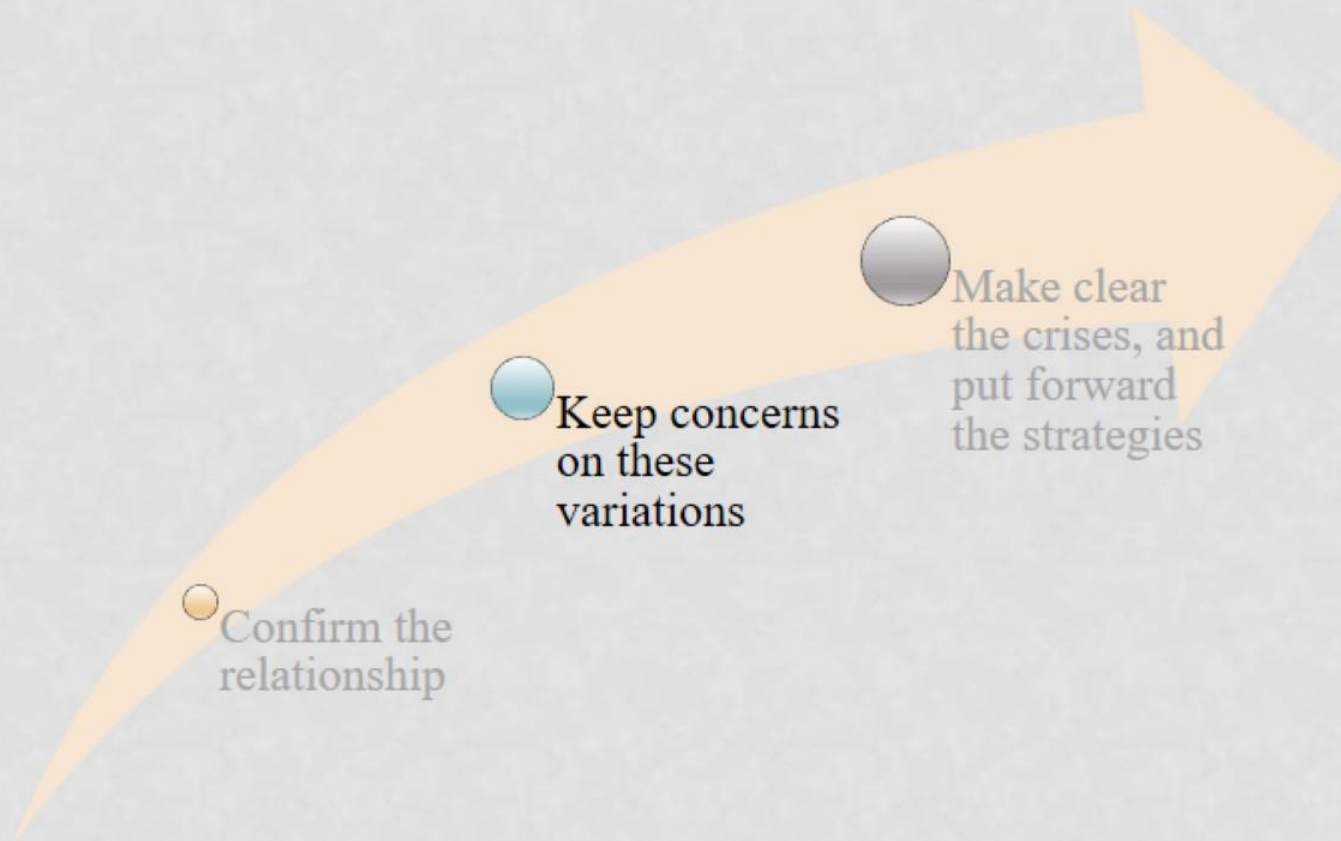 Confirm the
relationship
Keep concerns
on these
variations
Make clear
the crises, and
put forward
the strategies